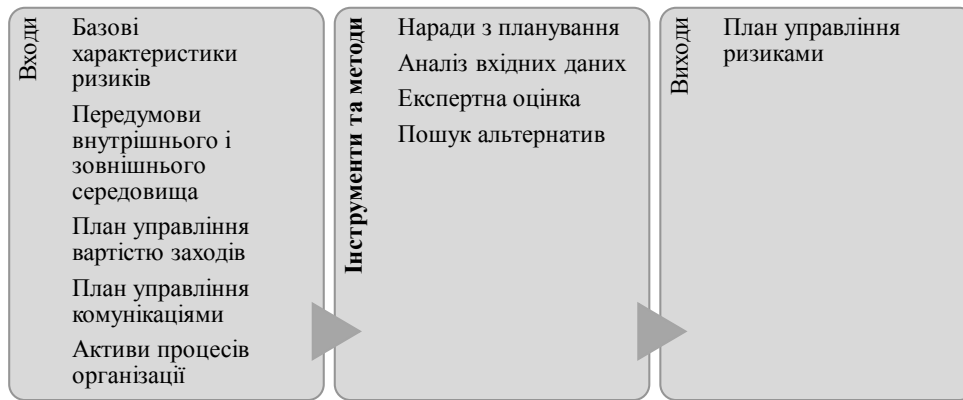 Входи
Базові
характеристики
ризиків
Передумови
внутрішнього і
зовнішнього
середовища
План управління
вартістю заходів
План управління
комунікаціями
Активи процесів
організації
Інструменти та методи
Наради з планування
Аналіз вхідних даних
Експертна оцінка
Пошук альтернатив
Виходи
План управління
ризиками